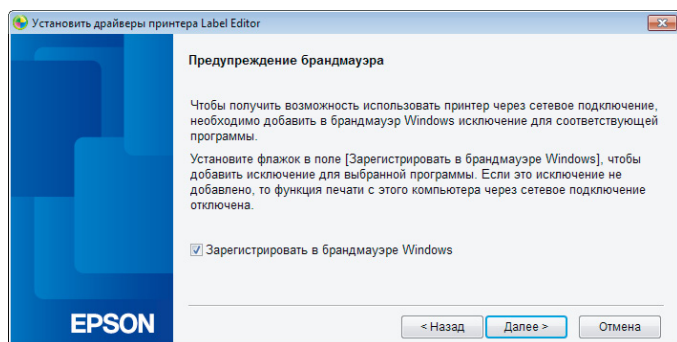 Установить драйверы принтера Label Editor
Предупреждение брандмауэра
Чтобы получить возможность использовать принтер через сетевое подключение,
необходимо добавить в брандмауэр Windows исключение для соответствующей
программы.
Установите флажок в поле [Зарегистрировать в брандмауэре Windows], чтобы
добавить исключение для выбранной программы. Если это исключение не
добавлено, то функция печати с этого компьютера через сетевое подключение
отключена.
Зарегистрировать в брандмауэре Windows
EPSON
< Назад
Далее >
Отмена